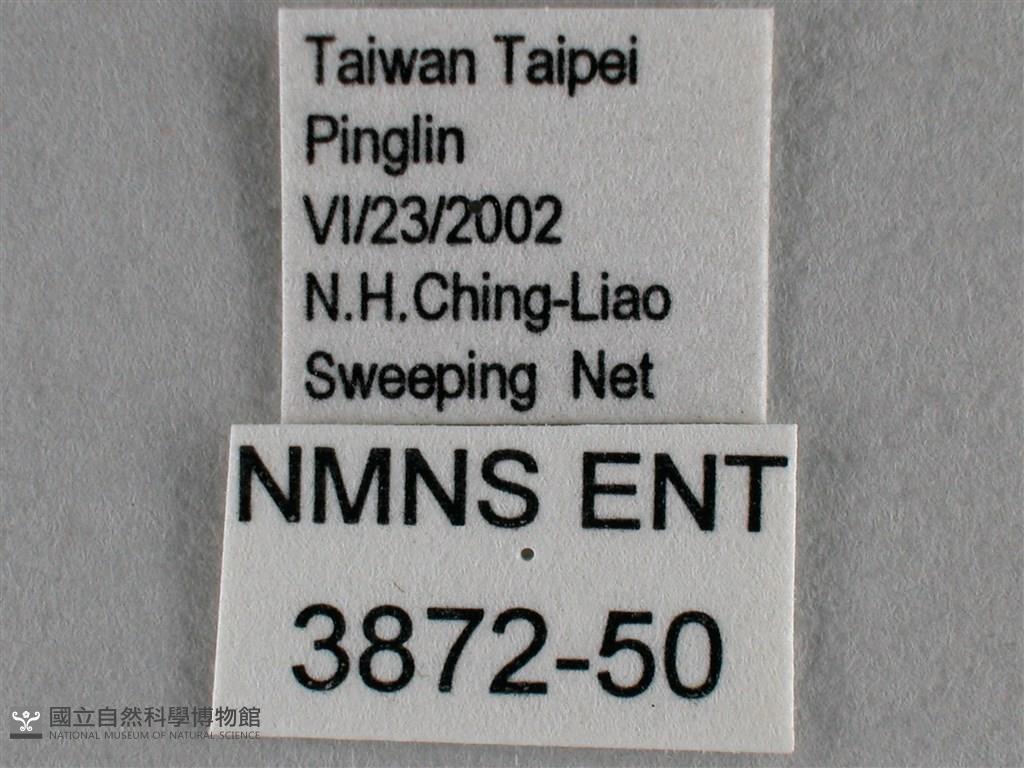 Taiwan Taipei
Pinglin
VI/23/2002
N.H.Ching-Liao
Sweeping Net
NMNS ENT
3872-50
國立自然科學博物館
NATIONAL MUSEUM OF NATURAL SCIENCE